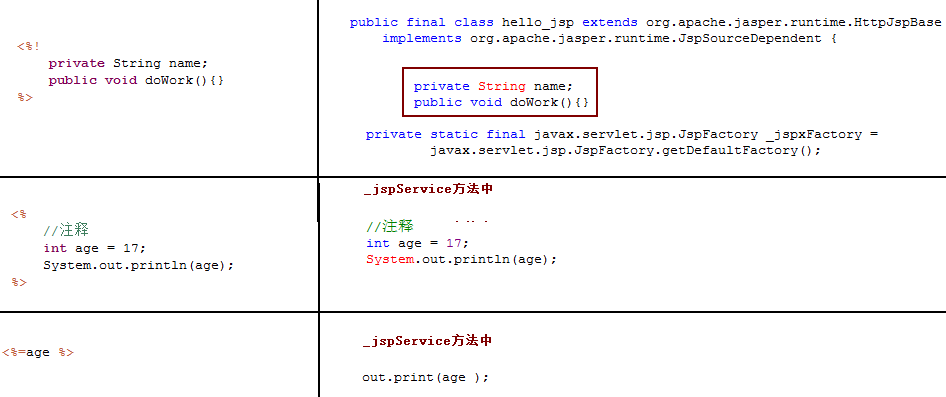 <%!
private String name;
public void doWork(){}
%>
public final class hello_jsp extends org.apache.jasper.runtime.HttpJspBase
implements org.apache.jasper.runtime.JspSourceDependent {
private String name;
public void doWork(){}
private static final javax.servlet.jsp.JspFactory _jspxFactory =
javax.servlet.jsp.JspFactory.getDefaultFactory();
<%
//注释
int age = 17;
System.out.println(age);
%>
_jspService方法中
//注释
int age = 17;
System.out.println(age);
<%=age %>
_jspService方法中
out.print(age );